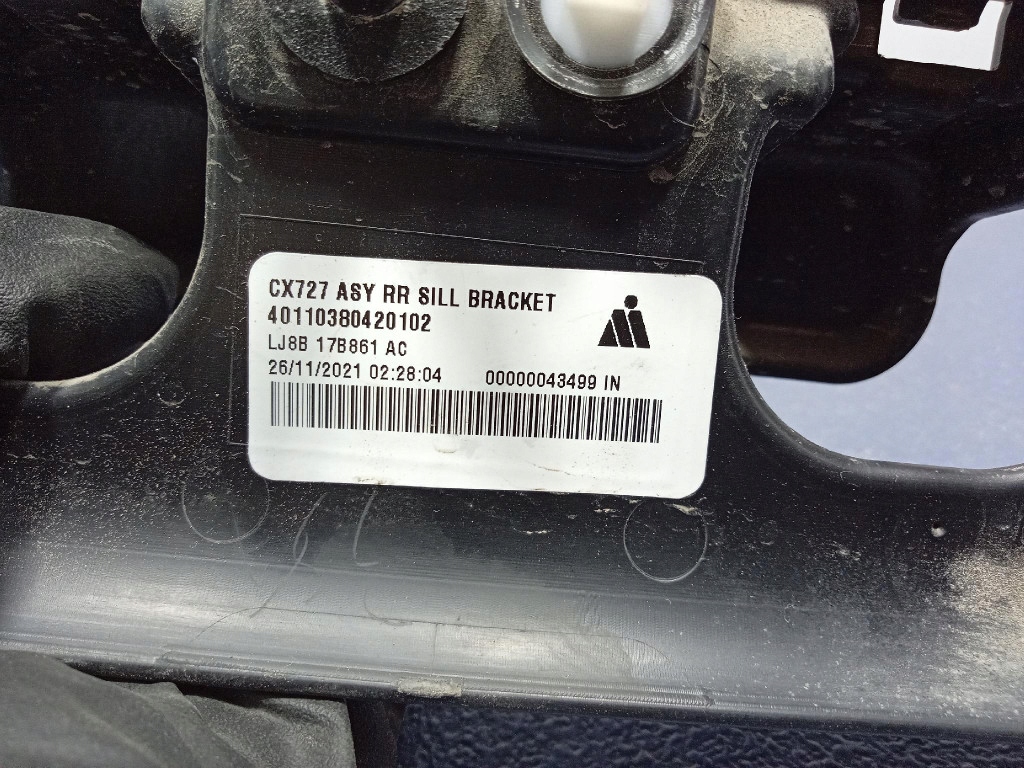 CX727 ASY RR SILL BRACKET
40110380420102
LJ8B 17B861 AC
26/11/2021 02:28:04 00000043499 IN